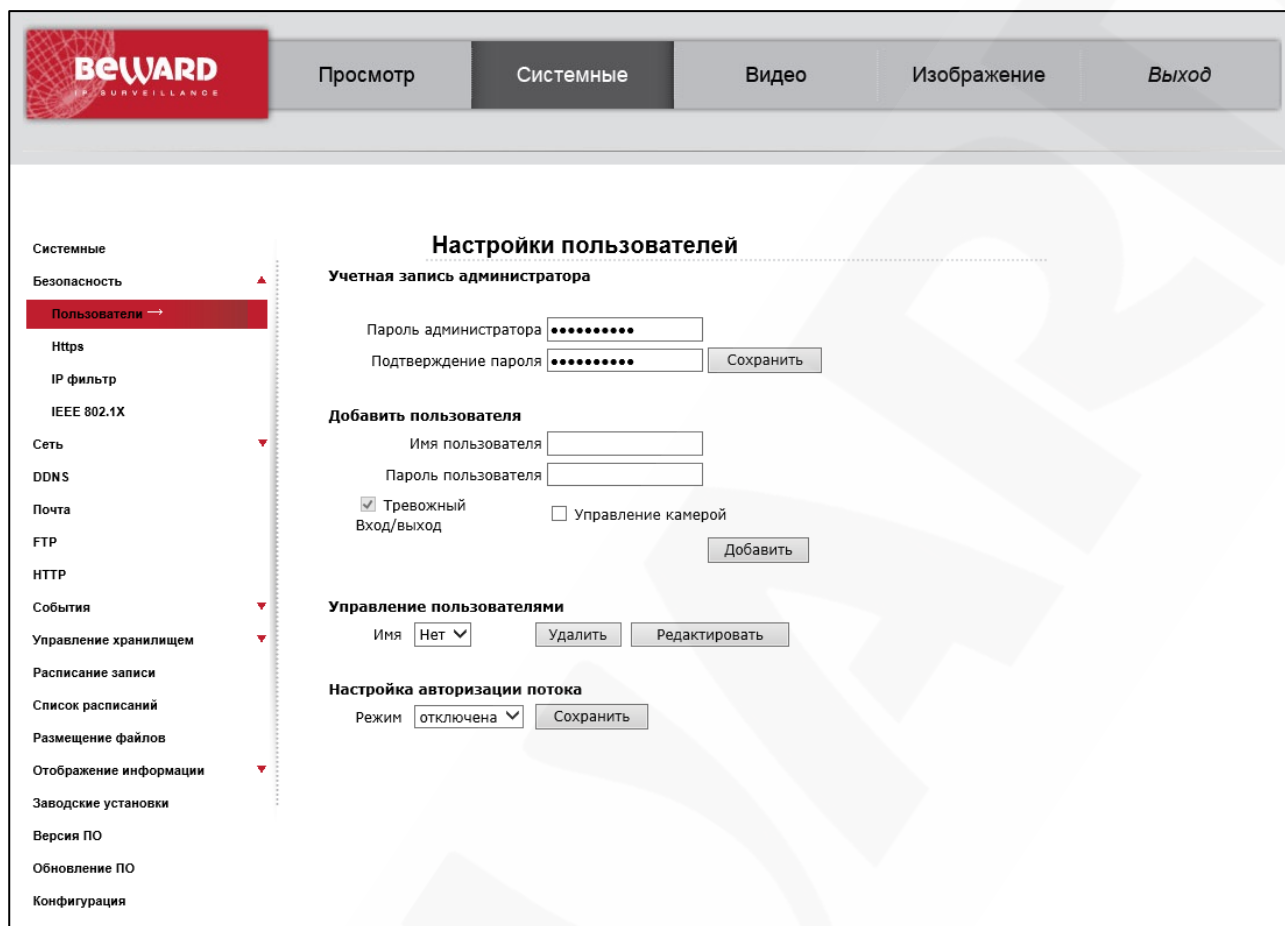 BEWARD
IP SURVEILLANCE
Просмотр
Системные
Видео
Изображение
Выход
Системные
Безопасность
Пользователи →
Https
IP фильтр
IEEE 802.1X
Сеть
DDNS
Почта
FTP
HTTP
События
Управление хранилищем
Расписание записи
Список расписаний
Размещение файлов
Отображение информации
Заводские установки
Версия ПО
Обновление ПО
Конфигурация
Настройки пользователей
Учетная запись администратора
Пароль администратора ●●●●●●●●●●
Подтверждение пароля ●●●●●●●●●● Сохранить
Добавить пользователя
Имя пользователя
Пароль пользователя
Тревожный
Вход/выход
Управление камерой
Добавить
Управление пользователями
Имя Нет Удалить Редактировать
Настройка авторизации потока
Режим отключена Сохранить